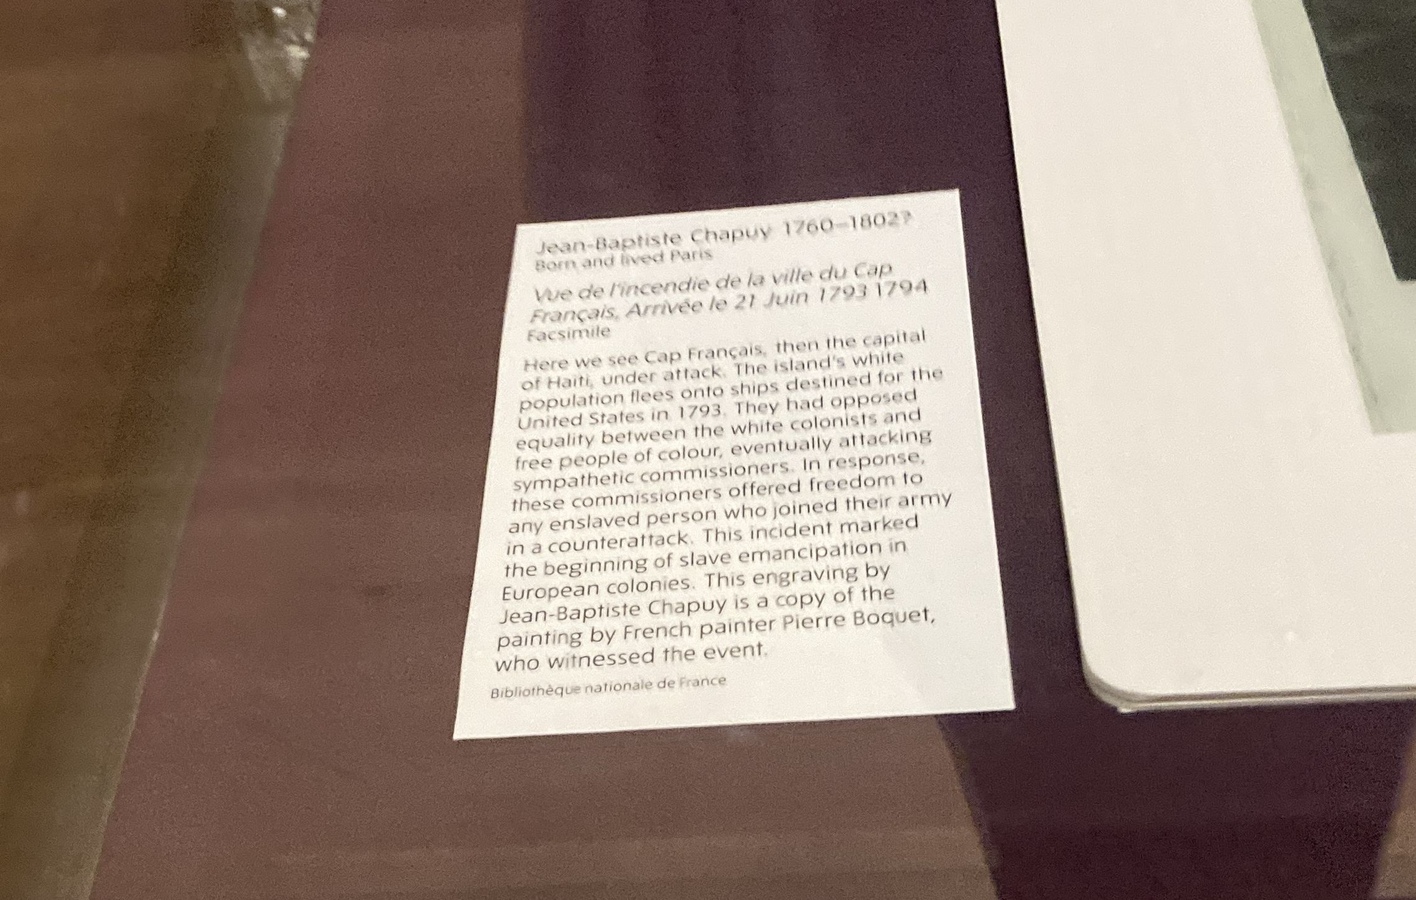 Jean-Baptiste Chapuy 1760–1802?
Born and lived Paris
Vue de l'incendie de la ville du Cap
Français, Arrivée le 21 Juin 1793 1794
Facsimile
Here we see Cap Français, then the capital
of Haiti, under attack. The island's white
population flees onto ships destined for the
United States in 1793. They had opposed
equality between the white colonists and
free people of colour, eventually attacking
sympathetic commissioners. In response,
these commissioners offered freedom to
any enslaved person who joined their army
in a counterattack. This incident marked
the beginning of slave emancipation in
European colonies. This engraving by
Jean-Baptiste Chapuy is a copy of the
painting by French painter Pierre Boquet,
who witnessed the event.
Bibliothèque nationale de France